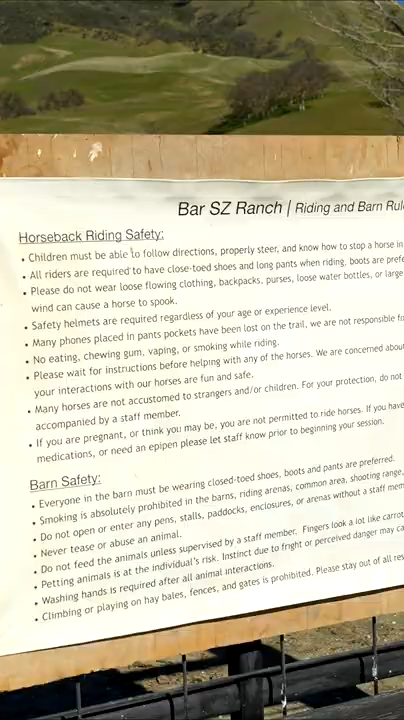 Bar SZ Ranch | Riding and Barn Rul
Horseback Riding Safety:
• Children must be able to follow directions, properly steer, and know how to stop a horse in
• All riders are required to have close-toed shoes and long pants when riding, boots are prefe
• Please do not wear loose flowing clothing, backpacks, purses, loose water bottles, or large
wind can cause a horse to spook.
• Safety helmets are required regardless of your age or experience level.
• Many phones placed in pants pockets have been lost on the trail, we are not responsible fo
• No eating, chewing gum, vaping, or smoking while riding.
• Please wait for instructions before helping with any of the horses. We are concerned about
your interactions with our horses are fun and safe.
• Many horses are not accustomed to strangers and/or children. For your protection, do not
accompanied by a staff member.
• If you are pregnant, or think you may be, you are not permitted to ride horses. If you have
medications, or need an epipen please let staff know prior to beginning your session.
Barn Safety:
• Everyone in the barn must be wearing closed-toed shoes, boots and pants are preferred.
• Smoking is absolutely prohibited in the barns, riding arenas, common area, shooting range,
• Do not open or enter any pens, stalls, paddocks, enclosures, or arenas without a staff mem
• Never tease or abuse an animal.
• Do not feed the animals unless supervised by a staff member. Fingers look a lot like carrot
• Petting animals is at the individual's risk. Instinct due to fright or perceived danger may ca
• Washing hands is required after all animal interactions.
• Climbing or playing on hay bales, fences, and gates is prohibited. Please stay out of all res